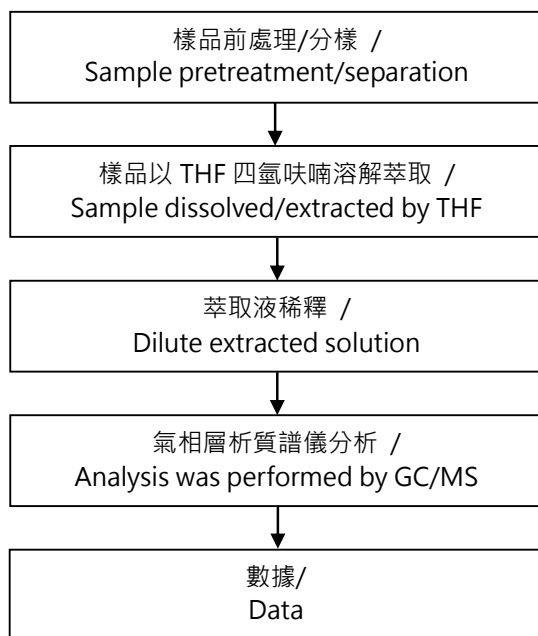 樣品前處理/分樣 /
Sample pretreatment/separation
樣品以 THF 四氫呋喃溶解萃取 /
Sample dissolved/extracted by THF
萃取液稀釋 /
Dilute extracted solution
氣相層析質譜儀分析 /
Analysis was performed by GC/MS
數據/
Data